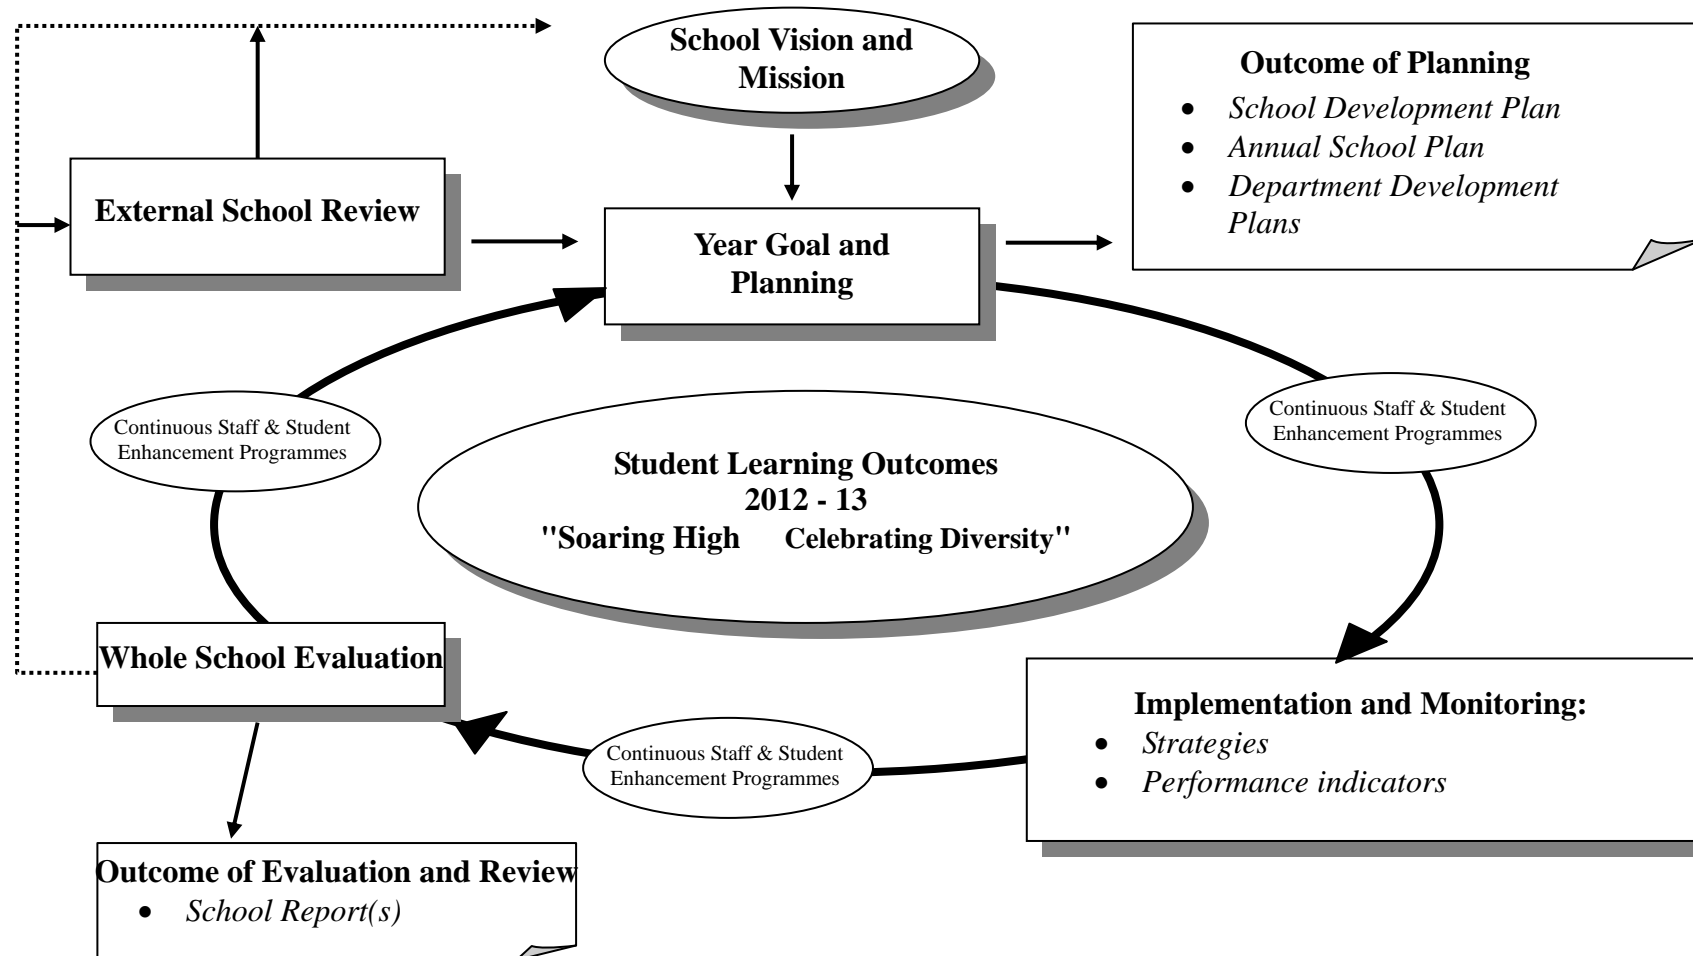 School Vision and
Mission
Outcome of Planning
• School Development Plan
• Annual School Plan
• Department Development
Plans
External School Review
Year Goal and
Planning
Continuous Staff & Student
Enhancement Programmes
Continuous Staff & Student
Enhancement Programmes
Student Learning Outcomes
2012 - 13
"Soaring High Celebrating Diversity"
Whole School Evaluation
Implementation and Monitoring:
• Strategies
• Performance indicators
Continuous Staff & Student
Enhancement Programmes
Outcome of Evaluation and Review
• School Report(s)